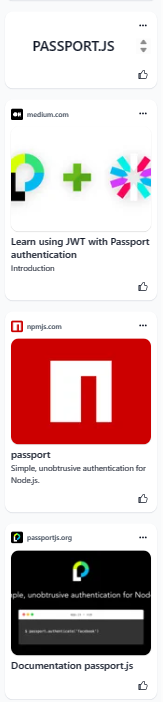 PASSPORT.JS
medium.com
Learn using JWT with Passport
authentication
Introduction
npmjs.com
n
passport
Simple, unobtrusive authentication for
Node.js.
passportjs.org
ple, unobtrusive authentication for Nod
$ passport.authenticate('facebook')
Documentation passport.js